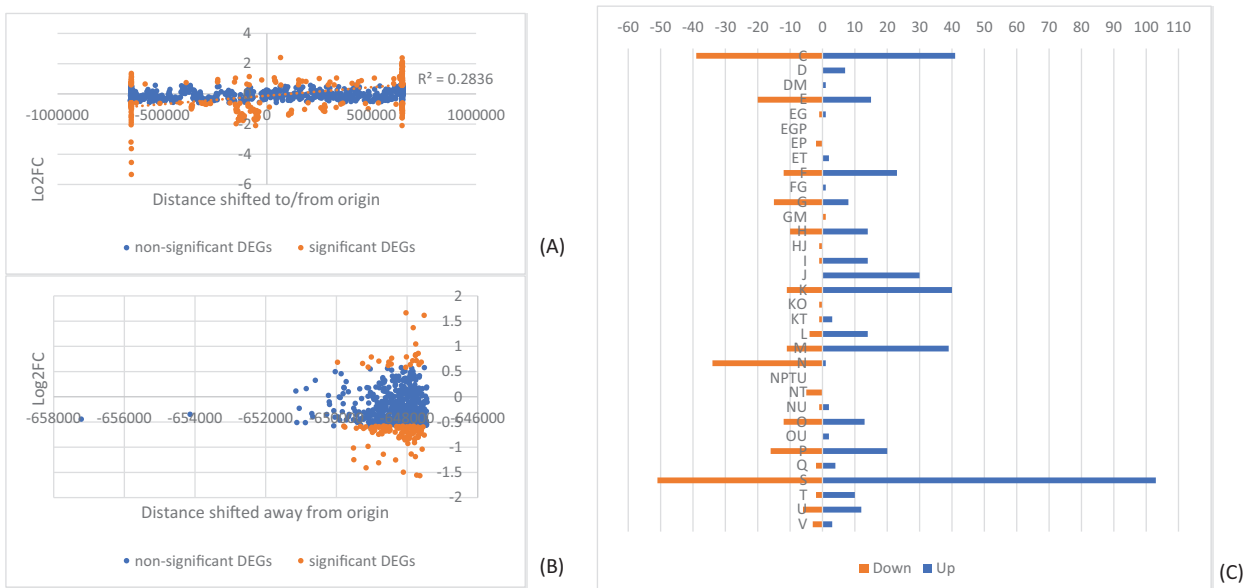 4
2
0
-2
-4
-6
-1000000 -500000 0 500000 1000000
R² = 0.2836
Lo2FC
Distance shifted to/from origin
non-significant DEGs significant DEGs
(A)
2
1.5
1
0.5
0
-0.5
-1
-1.5
-2
-658000 -656000 -654000 -652000 -650000 -648000 -646000
Log2FC
Distance shifted away from origin
non-significant DEGs significant DEGs
(B)
-60 -50 -40 -30 -20 -10 0 10 20 30 40 50 60 70 80 90 100 110
C
D
DM
E
EG
EGP
EP
ET
F
FG
G
GM
H
HJ
I
J
K
KO
KT
L
M
N
NPTU
NT
NU
O
OU
P
Q
S
T
U
V
Down Up
(C)